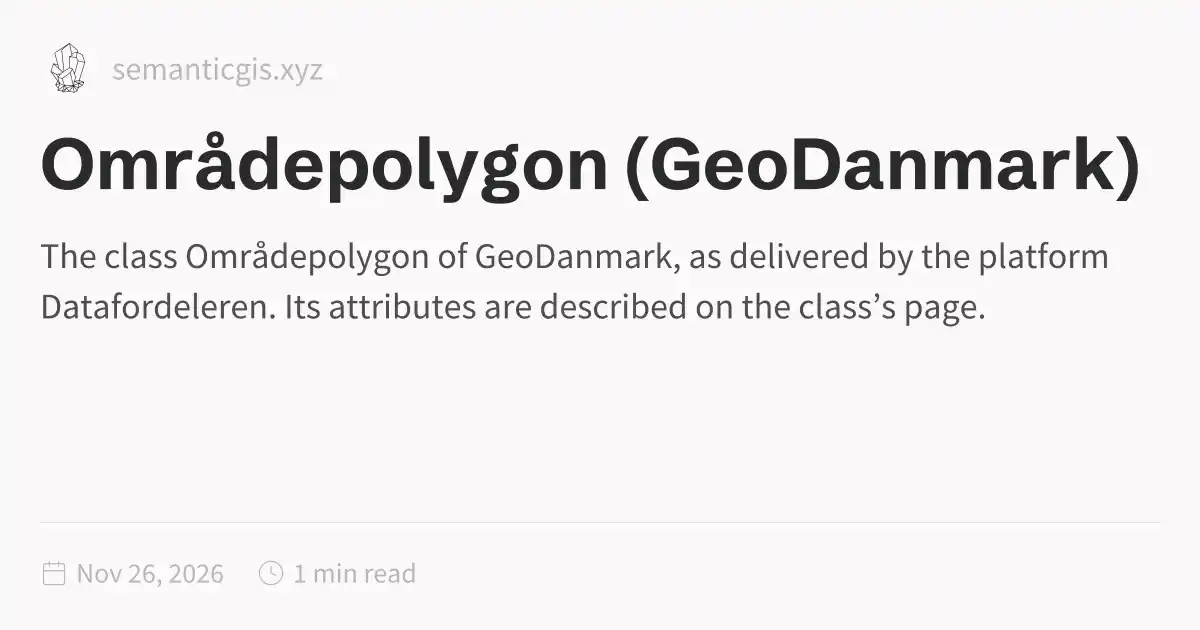 semanticgis.xyz
Områdepolygon (GeoDanmark)
The class Områdepolygon of GeoDanmark, as delivered by the platform
Datafordeleren. Its attributes are described on the class’s page.
Nov 26, 2026 1 min read